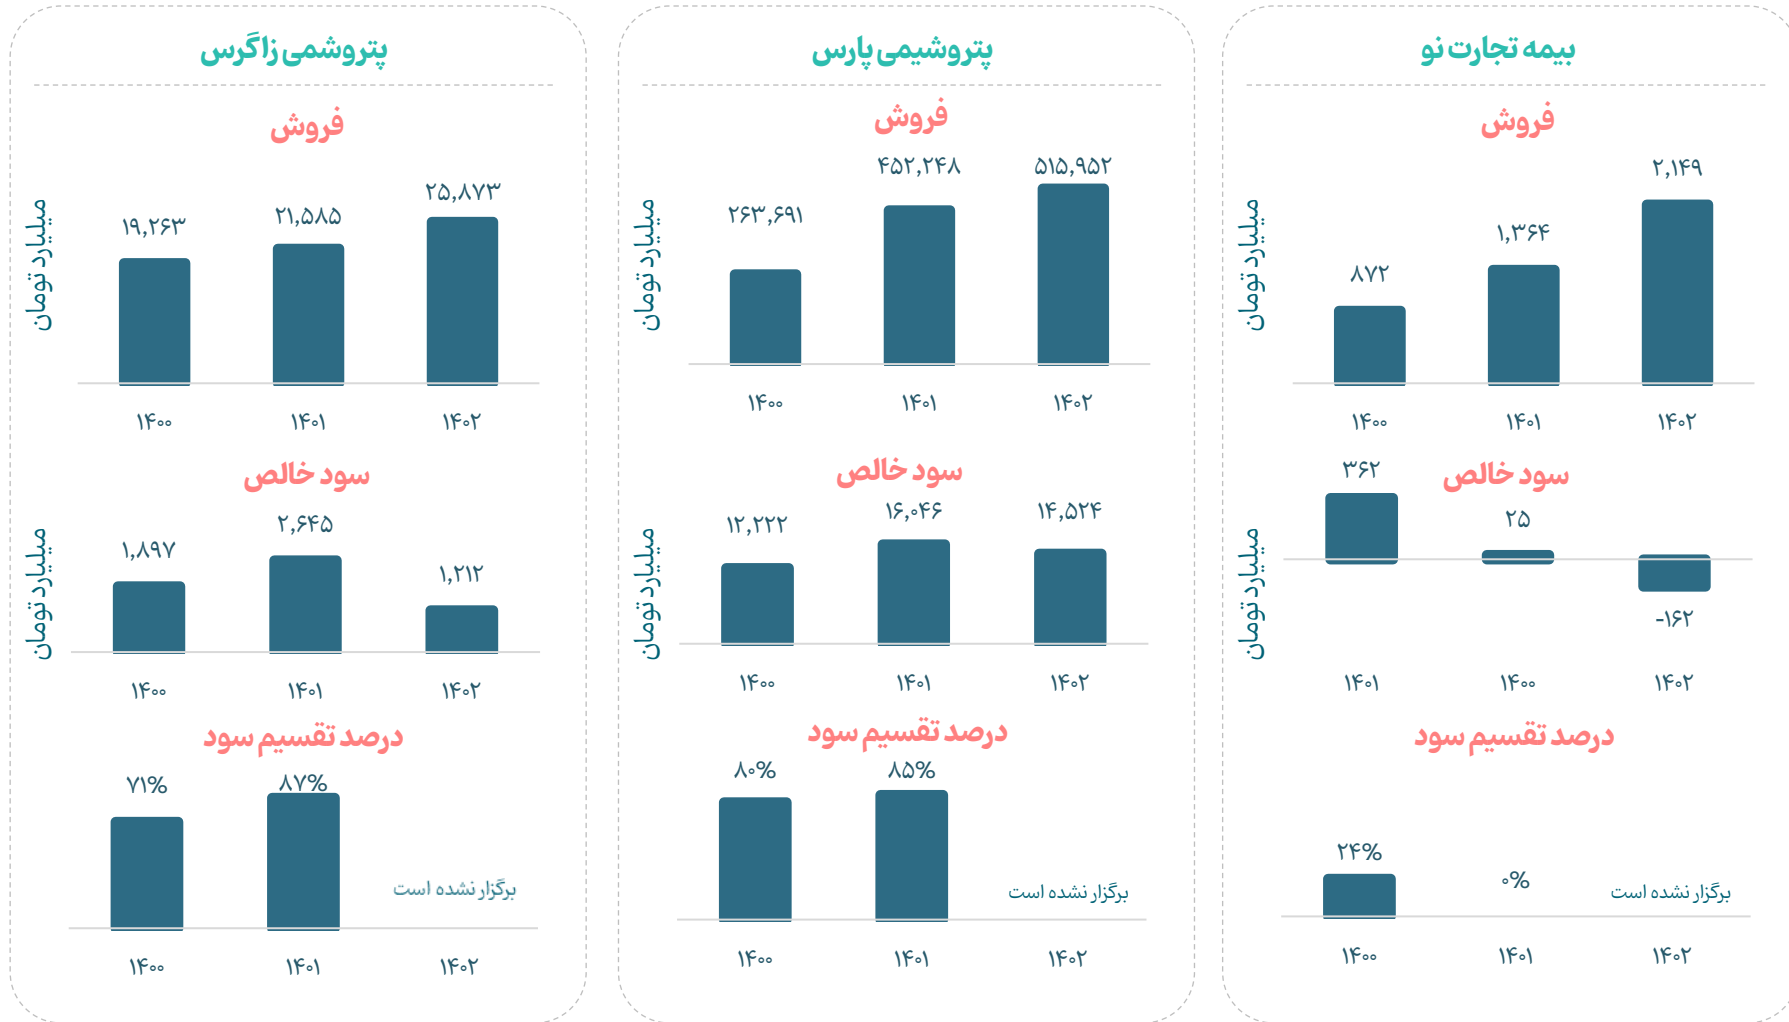 بیمه تجارت نو
فروش
میلیارد تومان
۸۷۲
۱,۳۶۴
۲,۱۴۹
۱۴۰۰
۱۴۰۱
۱۴۰۲
سود خالص
میلیارد تومان
۳۶۲
۲۵
-۱۶۲
۱۴۰۱
۱۴۰۰
۱۴۰۲
درصد تقسیم سود
۲۴%
۰%
برگزار نشده است
۱۴۰۰
۱۴۰۱
۱۴۰۲
پتروشیمی پارس
فروش
میلیارد تومان
۲۶۳,۶۹۱
۴۵۲,۲۴۸
۵۱۵,۹۵۲
۱۴۰۰
۱۴۰۱
۱۴۰۲
سود خالص
میلیارد تومان
۱۲,۲۲۲
۱۶,۰۴۶
۱۴,۵۲۴
۱۴۰۰
۱۴۰۱
۱۴۰۲
درصد تقسیم سود
۸۰%
۸۵%
برگزار نشده است
۱۴۰۰
۱۴۰۱
۱۴۰۲
پتروشمی زاگرس
فروش
میلیارد تومان
۱۹,۲۶۳
۲۱,۵۸۵
۲۵,۸۷۳
۱۴۰۰
۱۴۰۱
۱۴۰۲
سود خالص
میلیارد تومان
۱,۸۹۷
۲,۶۴۵
۱,۲۱۲
۱۴۰۰
۱۴۰۱
۱۴۰۲
درصد تقسیم سود
۷۱%
۸۷%
برگزار نشده است
۱۴۰۰
۱۴۰۱
۱۴۰۲